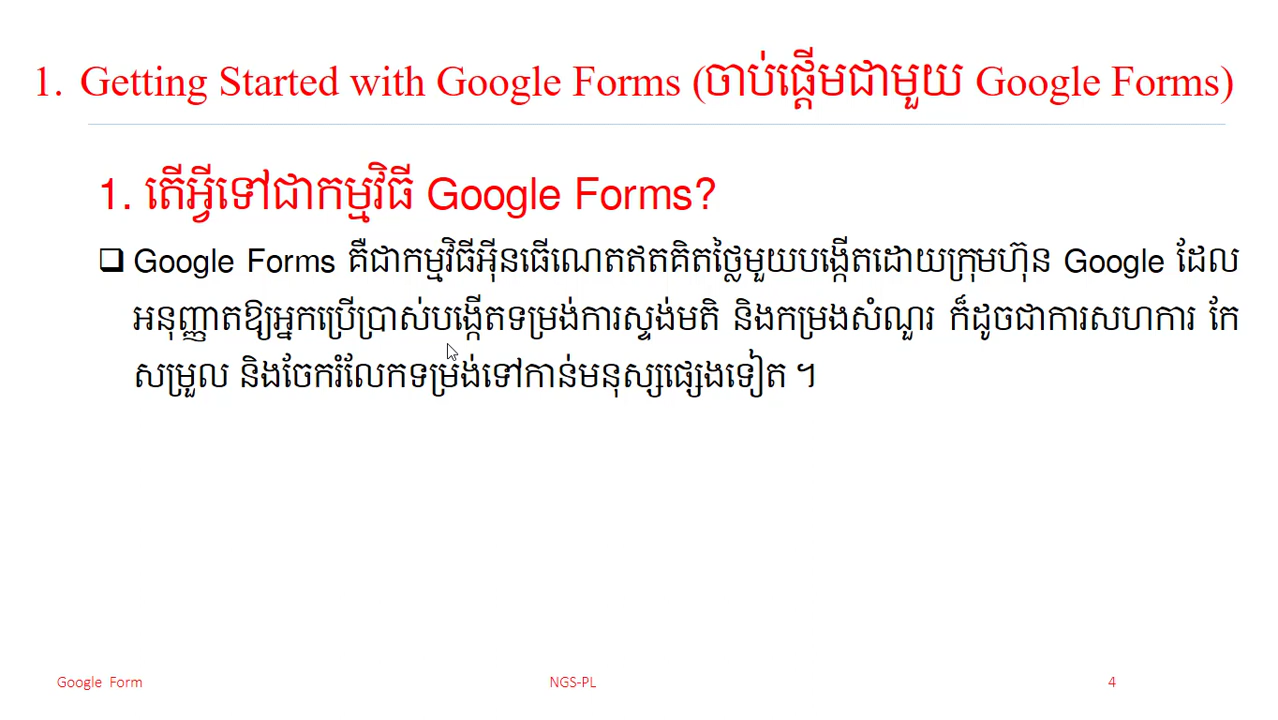 1. Getting Started with Google Forms (ចាប់ផ្តើមជាមួយ Google Forms)
1. តើអ្វីទៅជាកម្មវិធី Google Forms?
❑ Google Forms គឺជាកម្មវិធីអ៊ីនធើណេតឥតគិតថ្លៃមួយបង្កើតដោយក្រុមហ៊ុន Google ដែល
អនុញ្ញាតឱ្យអ្នកប្រើប្រាស់បង្កើតទម្រង់ការស្ទង់មតិ និងកម្រងសំណួរ ក៏ដូចជាការសហការ កែ
សម្រួល និងចែករំលែកទម្រង់ទៅកាន់មនុស្សផ្សេងទៀត ។
Google Form
NGS-PL
4